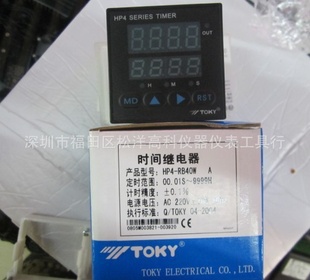 HP4 SERIES TIMER
OUT
H M S
MD RST
TOKY
深圳市福田区松洋高科仪器仪表工具行
时间继电器
产品型号: HP4-RB40W A
定时范围: 00.01S~9999H
计时精度: ±0.1%
电源电压: AC 220V
执行标准: Q/TOKY 04-2004
0805M003821-003920
TOKY
TOKY ELECTRICAL CO., LTD.